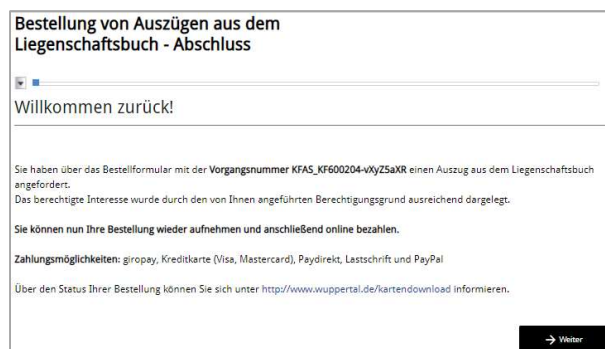 Bestellung von Auszügen aus dem
Liegenschaftsbuch - Abschluss
Willkommen zurück!
Sie haben über das Bestellformular mit der Vorgangsnummer KFAS_KF600204-vXyZ5aXR einen Auszug aus dem Liegenschaftsbuch
angefordert.
Das berechtigte Interesse wurde durch den von Ihnen angeführten Berechtigungsgrund ausreichend dargelegt.
Sie können nun Ihre Bestellung wieder aufnehmen und anschließend online bezahlen.
Zahlungsmöglichkeiten: giropay, Kreditkarte (Visa, Mastercard), Paydirekt, Lastschrift und PayPal
Über den Status Ihrer Bestellung können Sie sich unter http://www.wuppertal.de/kartendownload informieren.
→ Weiter